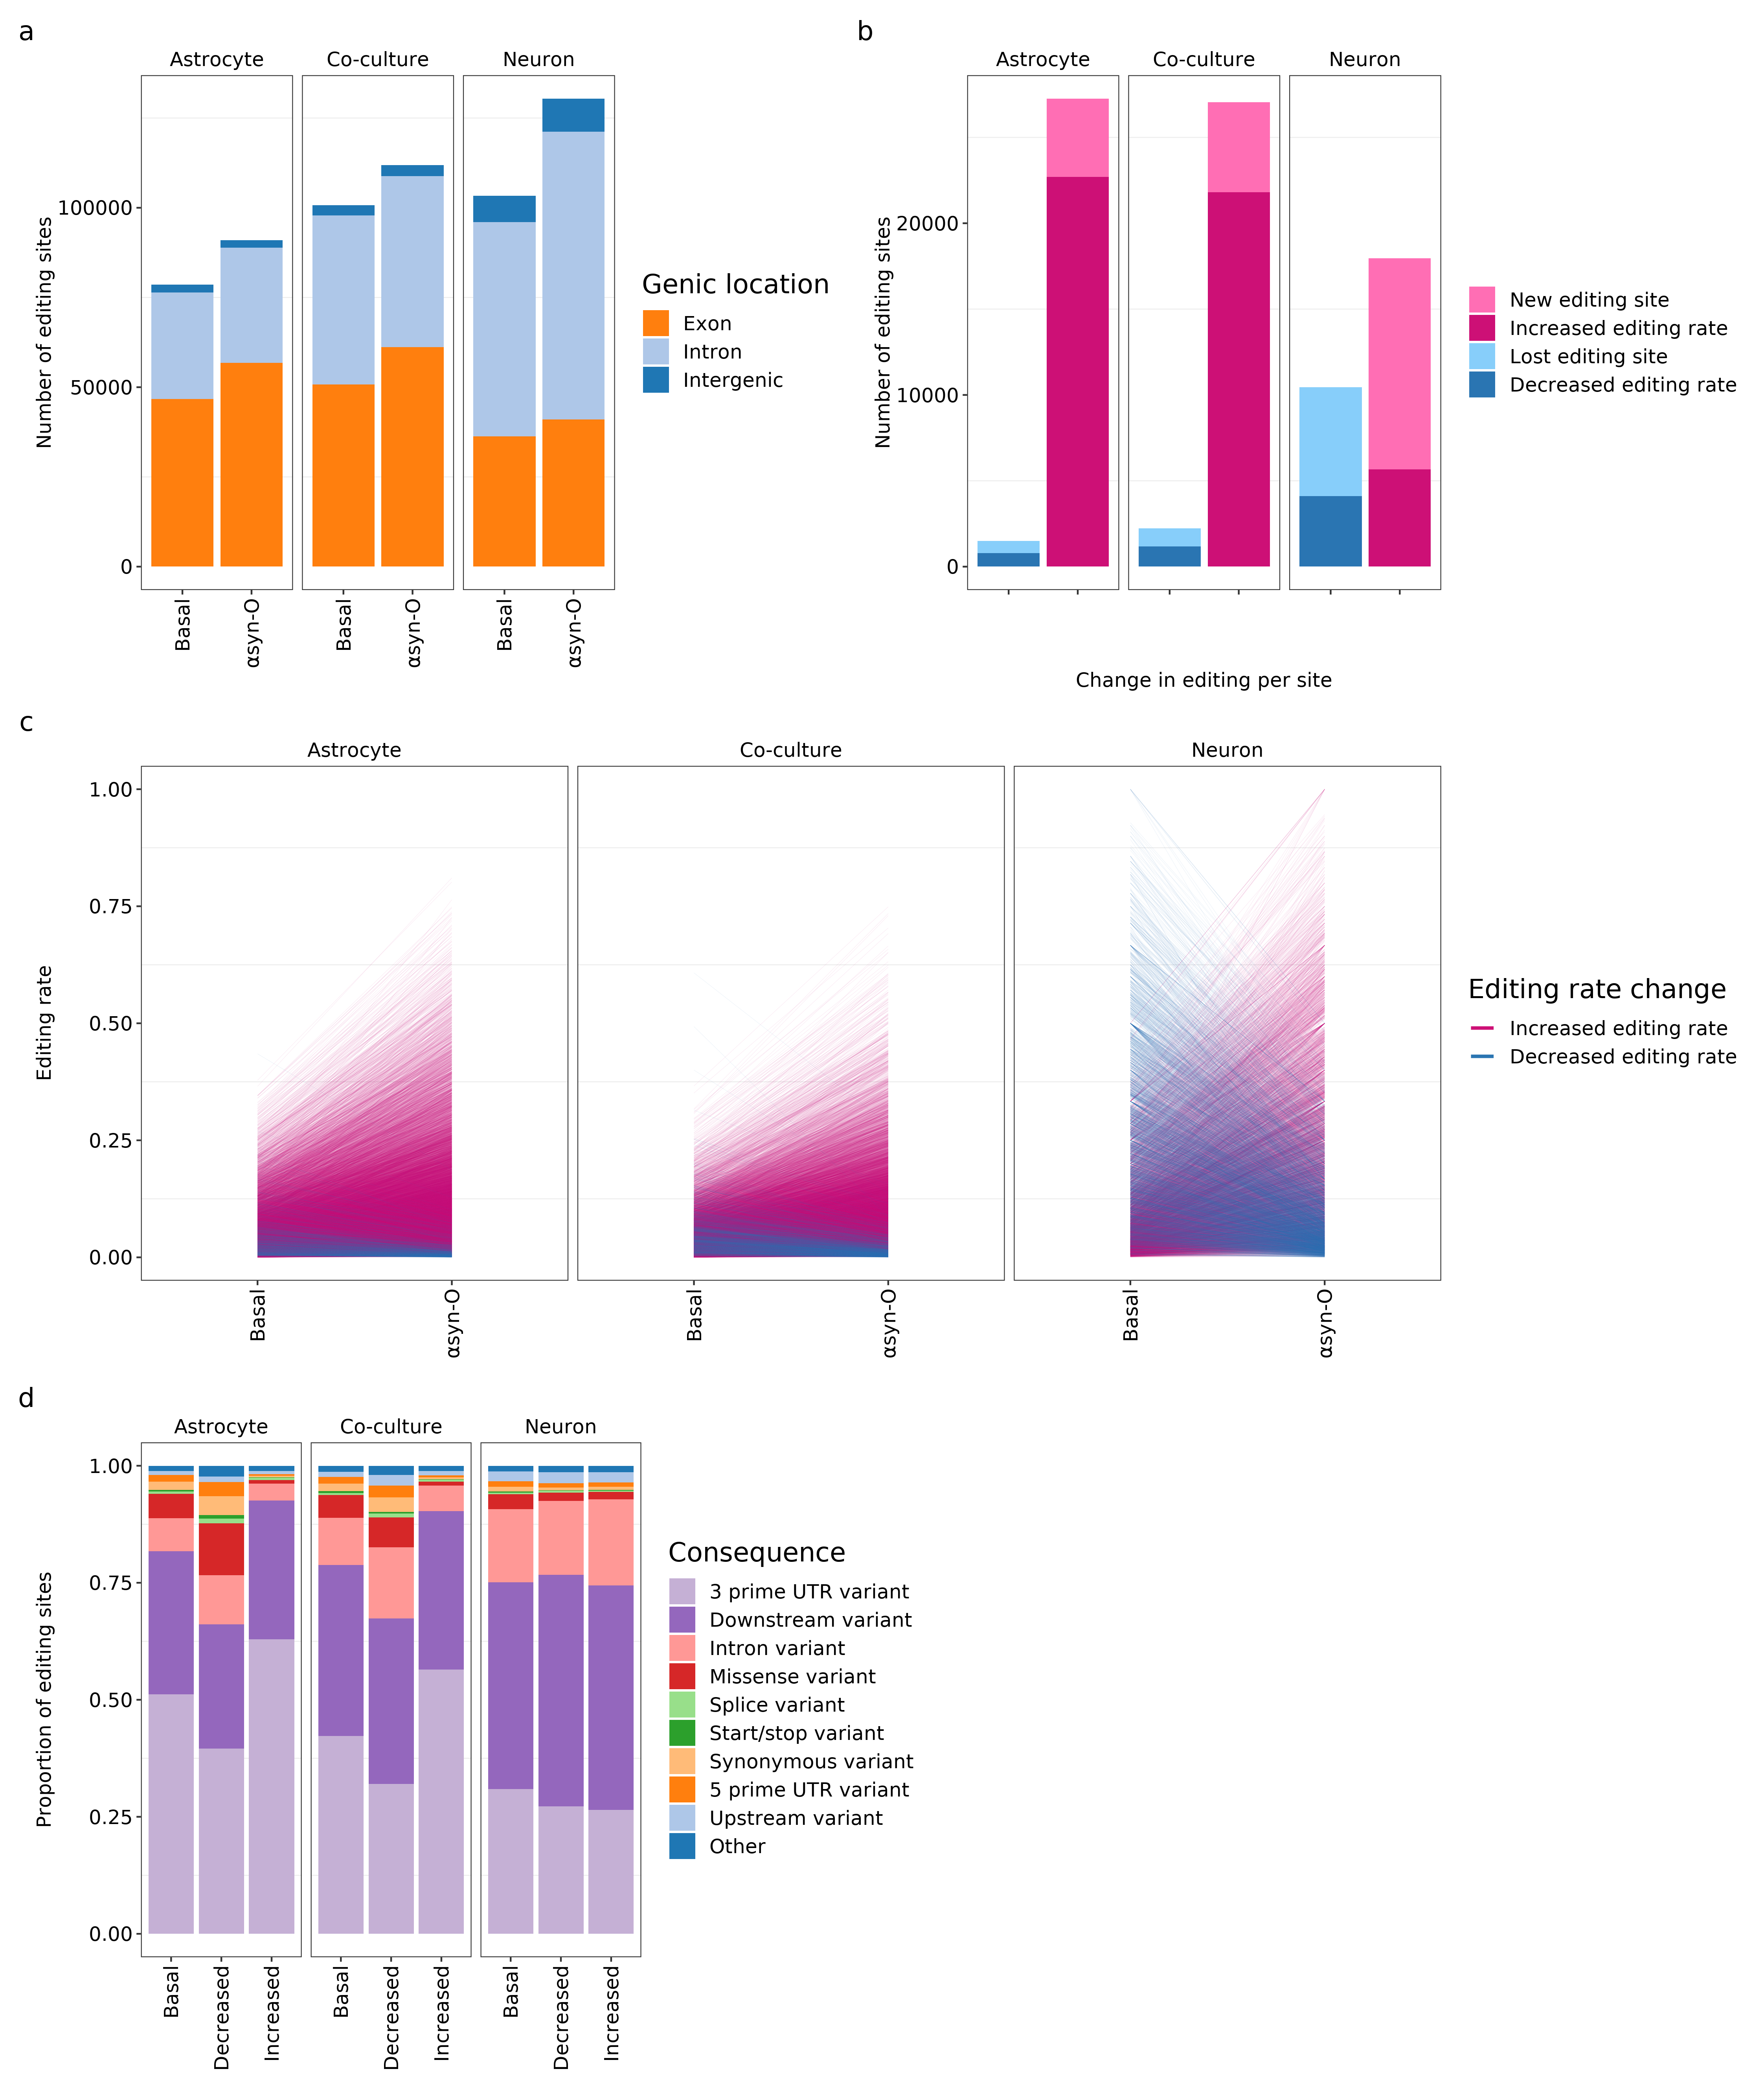 a
Astrocyte
Co-culture
Neuron
Number of editing sites
100000
50000
0
Basal
αsyn-O
Basal
αsyn-O
Basal
αsyn-O
Genic location
Exon
Intron
Intergenic
b
Astrocyte
Co-culture
Neuron
Number of editing sites
20000
10000
0
Change in editing per site
New editing site
Increased editing rate
Lost editing site
Decreased editing rate
c
Astrocyte
Co-culture
Neuron
Editing rate
1.00
0.75
0.50
0.25
0.00
Basal
αsyn-O
Basal
αsyn-O
Basal
αsyn-O
Editing rate change
Increased editing rate
Decreased editing rate
d
Astrocyte
Co-culture
Neuron
Proportion of editing sites
1.00
0.75
0.50
0.25
0.00
Basal
Decreased
Increased
Basal
Decreased
Increased
Basal
Decreased
Increased
Consequence
3 prime UTR variant
Downstream variant
Intron variant
Missense variant
Splice variant
Start/stop variant
Synonymous variant
5 prime UTR variant
Upstream variant
Other